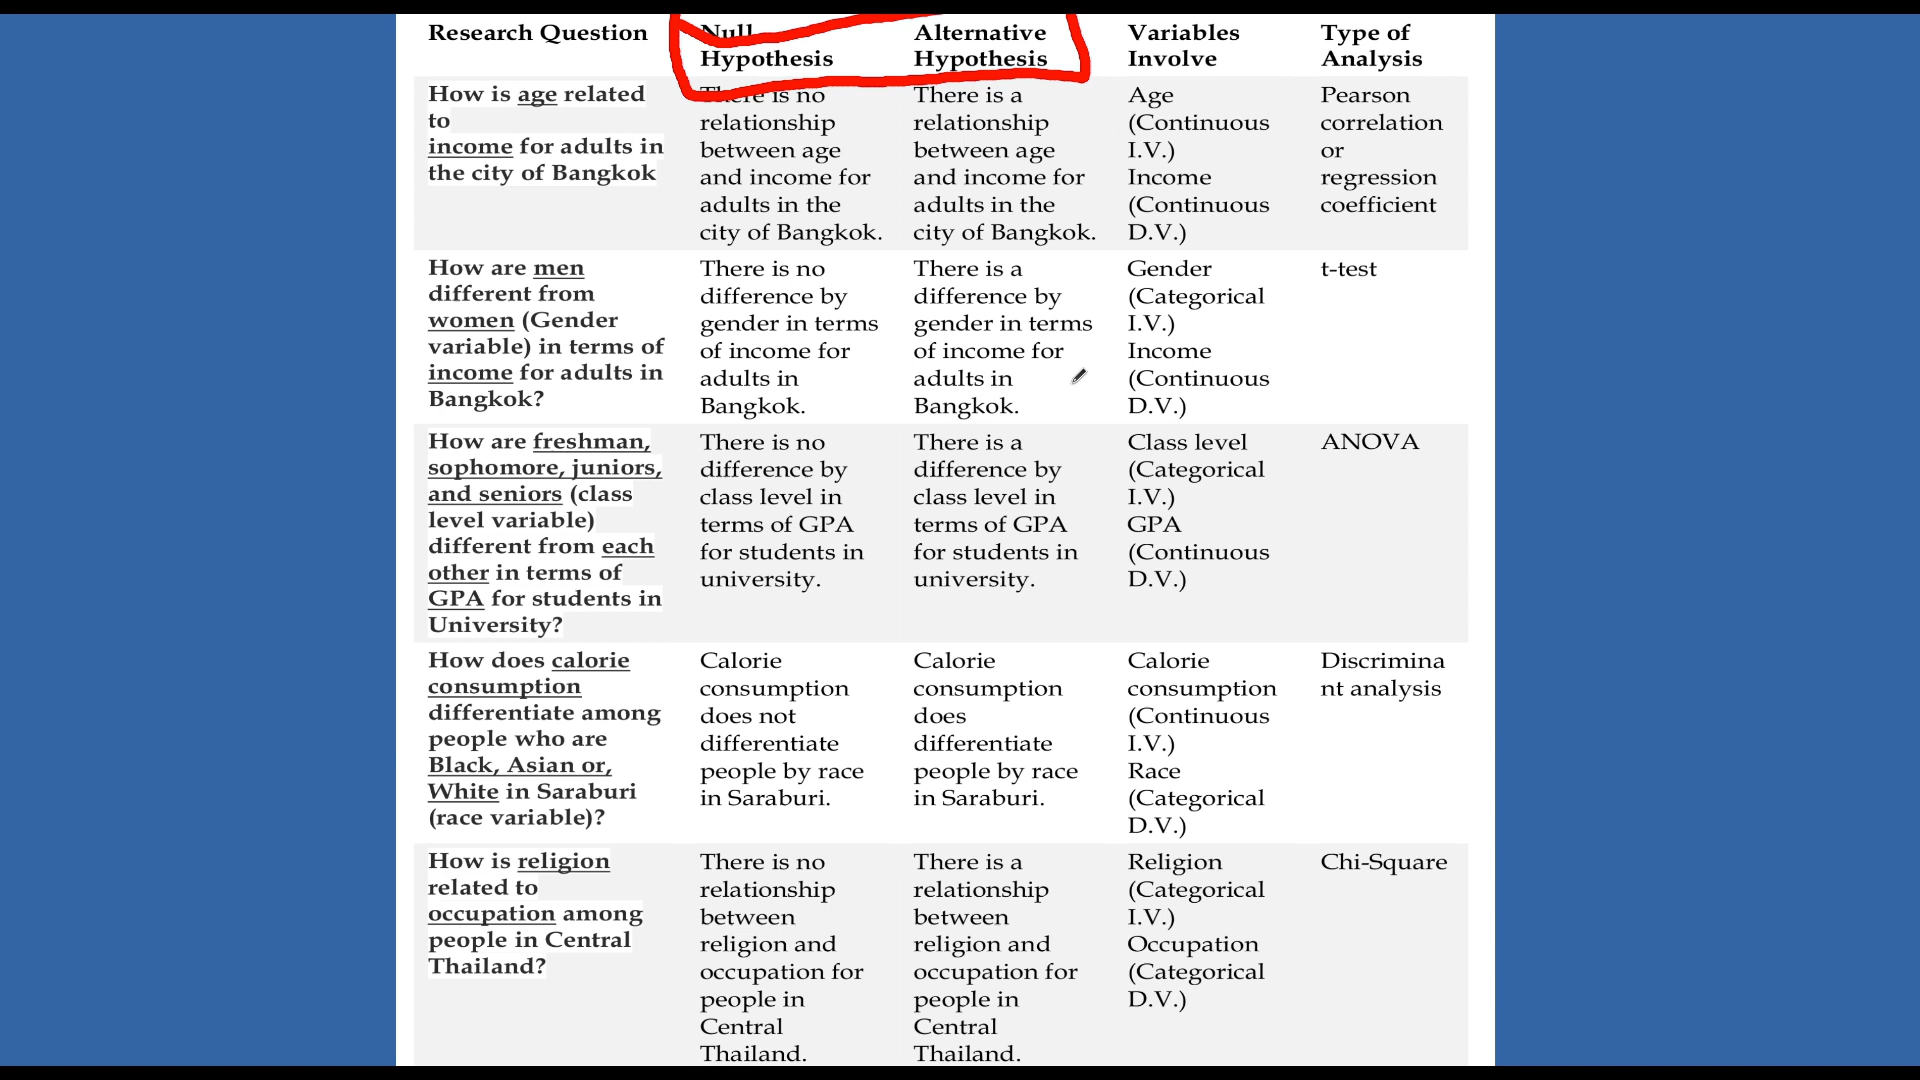 Research Question
Null
Hypothesis
Alternative
Hypothesis
Variables
Involve
Type of
Analysis
How is age related
to
income for adults in
the city of Bangkok
There is no
relationship
between age
and income for
adults in the
city of Bangkok.
There is a
relationship
between age
and income for
adults in the
city of Bangkok.
Age
(Continuous
I.V.)
Income
(Continuous
D.V.)
Pearson
correlation
or
regression
coefficient
How are men
different from
women (Gender
variable) in terms of
income for adults in
Bangkok?
There is no
difference by
gender in terms
of income for
adults in
Bangkok.
There is a
difference by
gender in terms
of income for
adults in
Bangkok.
Gender
(Categorical
I.V.)
Income
(Continuous
D.V.)
t-test
How are freshman,
sophomore, juniors,
and seniors (class
level variable)
different from each
other in terms of
GPA for students in
University?
There is no
difference by
class level in
terms of GPA
for students in
university.
There is a
difference by
class level in
terms of GPA
for students in
university.
Class level
(Categorical
I.V.)
GPA
(Continuous
D.V.)
ANOVA
How does calorie
consumption
differentiate among
people who are
Black, Asian or,
White in Saraburi
(race variable)?
Calorie
consumption
does not
differentiate
people by race
in Saraburi.
Calorie
consumption
does
differentiate
people by race
in Saraburi.
Calorie
consumption
(Continuous
I.V.)
Race
(Categorical
D.V.)
Discrimina
nt analysis
How is religion
related to
occupation among
people in Central
Thailand?
There is no
relationship
between
religion and
occupation for
people in
Central
Thailand.
There is a
relationship
between
religion and
occupation for
people in
Central
Thailand.
Religion
(Categorical
I.V.)
Occupation
(Categorical
D.V.)
Chi-Square